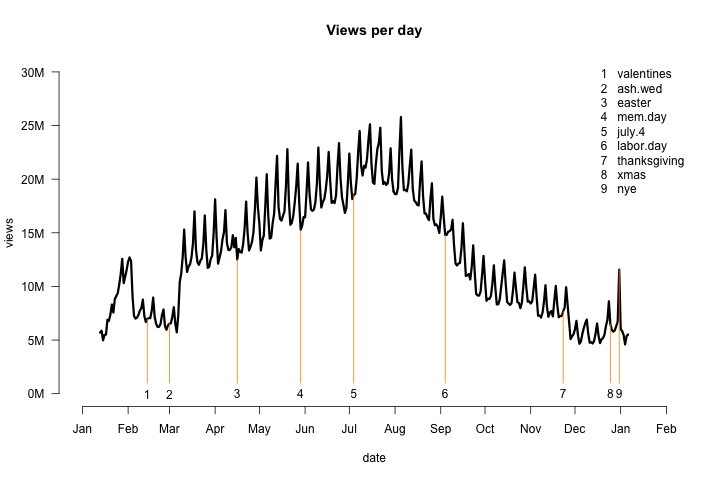 Views per day
30M
25M
20M
15M
10M
5M
0M
views
1 valentines
2 ash.wed
3 easter
4 mem.day
5 july.4
6 labor.day
7 thanksgiving
8 xmas
9 nye
1 2 3 4 5 6 7 8 9
Jan Feb Mar Apr May Jun Jul Aug Sep Oct Nov Dec Jan Feb
date